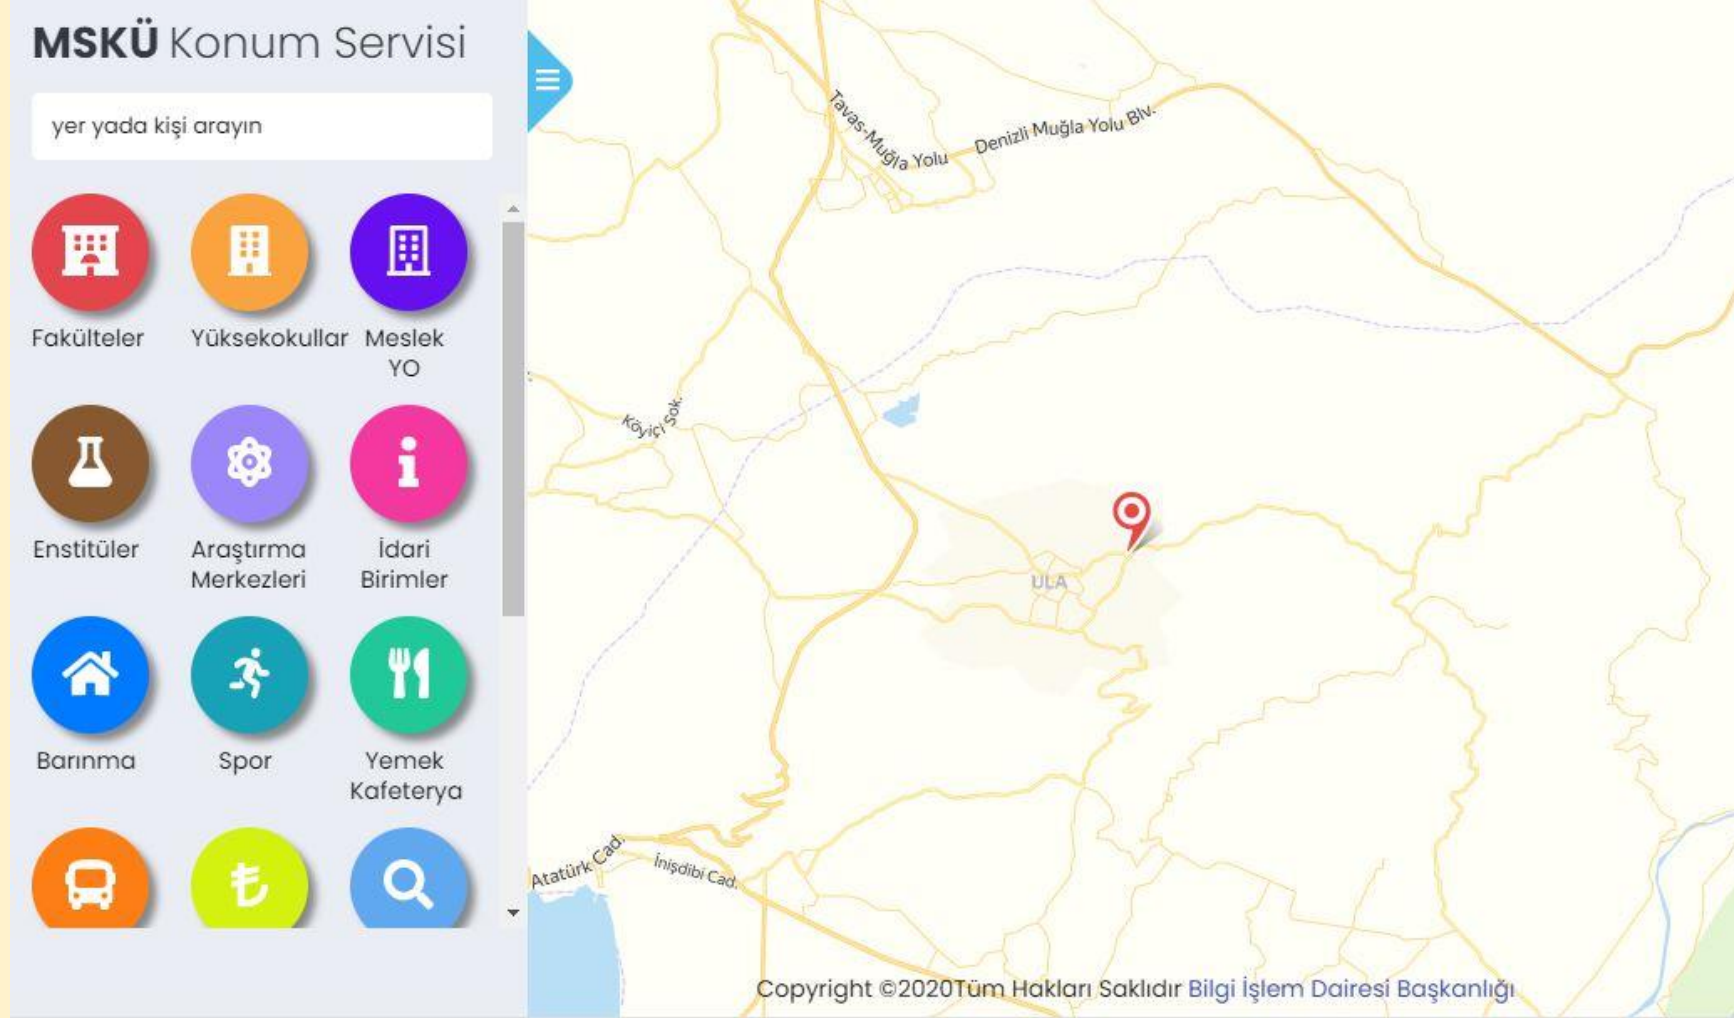 MSKÜ Konum Servisi
yer yada kişi arayın
Fakülteler
Yüksekokullar
Meslek
YO
Enstitüler
Araştırma
Merkezleri
İdari
Birimler
Barınma
Spor
Yemek
Kafeterya
Tavas-Muğla Yolu
Denizli Muğla Yolu Blv.
Köyiçi Sok.
ULA
Atatürk Cad.
İnişdibi Cad.
Copyright ©2020Tüm Hakları Saklıdır Bilgi İşlem Dairesi Başkanlığı